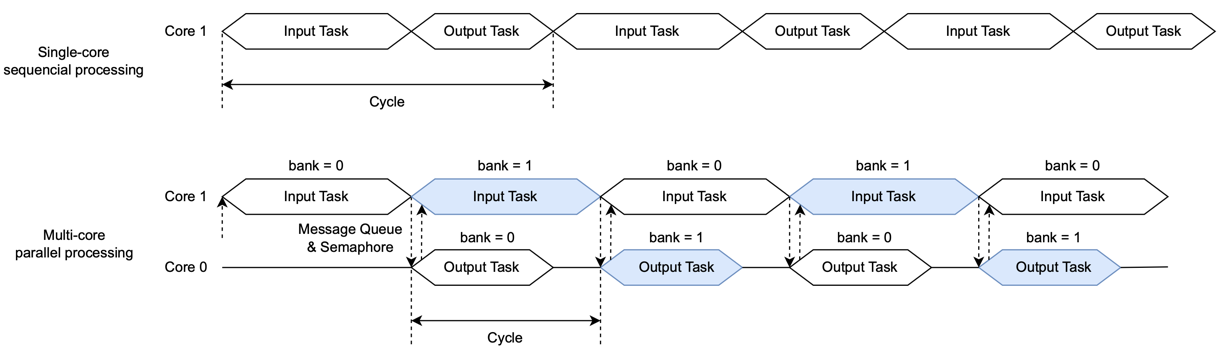 Core 1
Input Task
Output Task
Input Task
Output Task
Input Task
Output Task
Single-core
sequencial processing
Cycle
bank = 0
bank = 1
bank = 0
bank = 1
bank = 0
Core 1
Input Task
Input Task
Input Task
Input Task
Input Task
Message Queue
& Semaphore
Multi-core
parallel processing
bank = 0
bank = 1
bank = 0
bank = 1
Core 0
Output Task
Output Task
Output Task
Output Task
Cycle